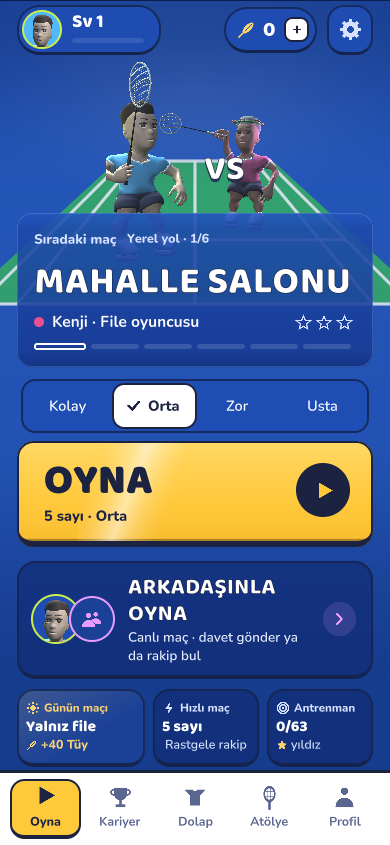 Sv 1
0
+
VS
Sıradaki maç Yerel yol · 1/6
MAHALLE SALONU
Kenji · File oyuncusu
Kolay
Orta
Zor
Usta
OYNA
5 sayı · Orta
ARKADAŞINLA
OYNA
Canlı maç · davet gönder ya
da rakip bul
Günün maçı
Yalnız file
+40 Tüy
Hızlı maç
5 sayı
Rastgele rakip
Antrenman
0/63
yıldız
Oyna
Kariyer
Dolap
Atölye
Profil